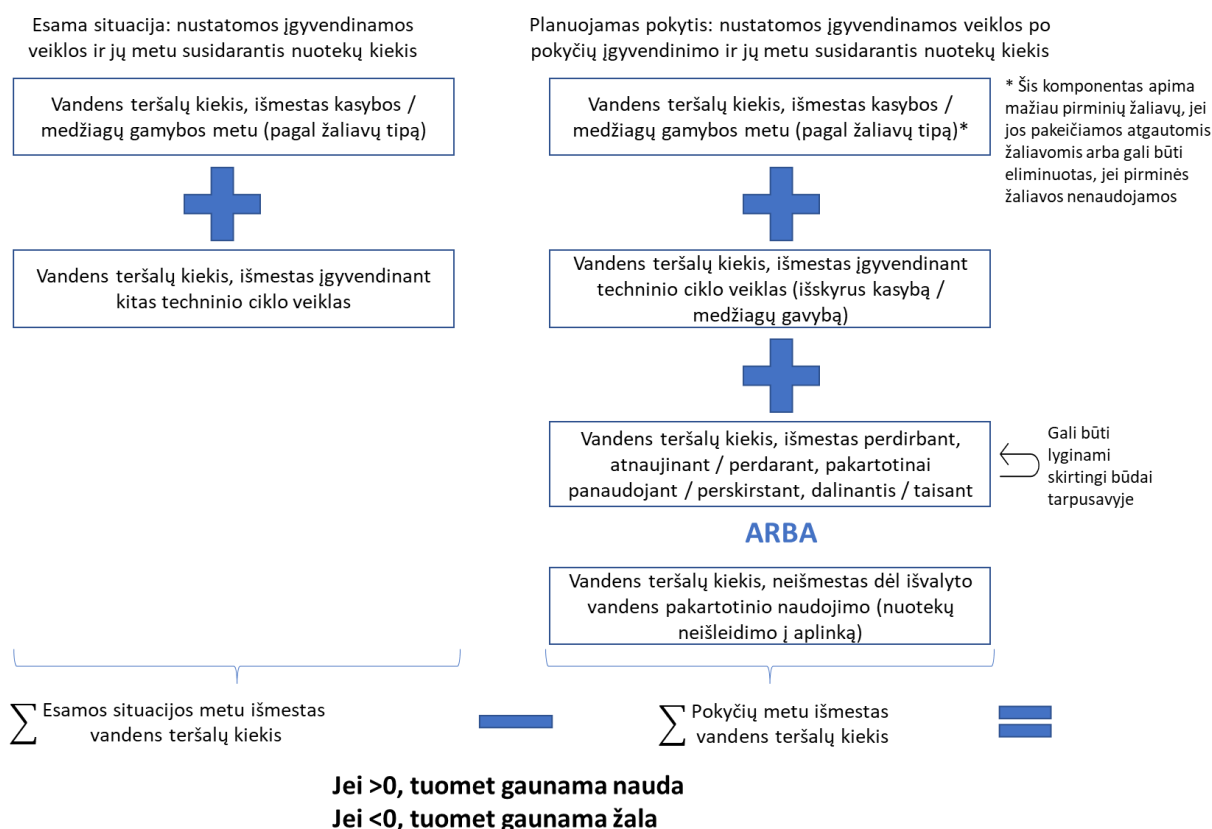 Esama situacija: nustatomos įgyvendinamos
veiklos ir jų metu susidarantis nuotekų kiekis
Vandens teršalų kiekis, išmestas kasybos /
medžiagų gamybos metu (pagal žaliavų tipą)
Vandens teršalų kiekis, išmestas įgyvendinant
kitas techninio ciklo veiklas
Planuojamas pokytis: nustatomos įgyvendinamos veiklos po
pokyčių įgyvendinimo ir jų metu susidarantis nuotekų kiekis
Vandens teršalų kiekis, išmestas kasybos /
medžiagų gamybos metu (pagal žaliavų tipą)*
* Šis komponentas apima
mažiau pirminių žaliavų, jei
jos pakeičiamos atgautomis
žaliavomis arba gali būti
eliminuotas, jei pirminės
žaliavos nenaudojamos
Vandens teršalų kiekis, išmestas įgyvendinant
techninio ciklo veiklas (išskyrus kasybą /
medžiagų gavybą)
Vandens teršalų kiekis, išmestas perdirbant,
atnaujinant / perdarant, pakartotinai
panaudojant / perskirstant, dalinantis / taisant
Gali būti
lyginami
skirtingi būdai
tarpusavyje
ARBA
Vandens teršalų kiekis, neišmestas dėl išvalyto
vandens pakartotinio naudojimo (nuotekų
neišleidimo į aplinką)
∑ Esamos situacijos metu išmestas
vandens teršalų kiekis
∑ Pokyčių metu išmestas
vandens teršalų kiekis
Jei >0, tuomet gaunama nauda
Jei <0, tuomet gaunama žala